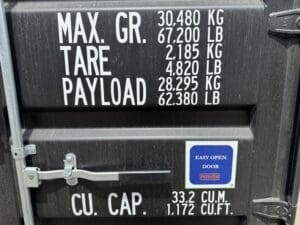 MAX. GR. 30.480 KG
67.200 LB
TARE 2.185 KG
4.820 LB
PAYLOAD 28.295 KG
62.380 LB
EASY OPEN
DOOR
CU. CAP. 33.2 CU.M.
1.172 CU.FT.